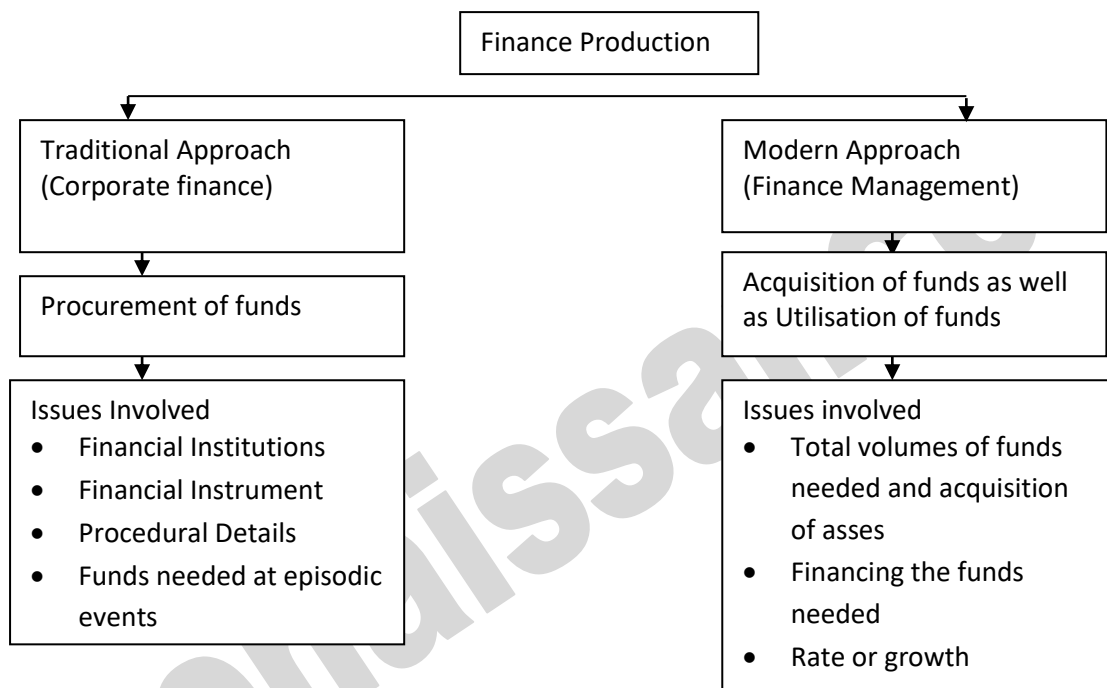 Finance Production
Traditional Approach
(Corporate finance)
Procurement of funds
Issues Involved
• Financial Institutions
• Financial Instrument
• Procedural Details
• Funds needed at episodic
events
Modern Approach
(Finance Management)
Acquisition of funds as well
as Utilisation of funds
Issues involved
• Total volumes of funds
needed and acquisition
of asses
• Financing the funds
needed
• Rate or growth